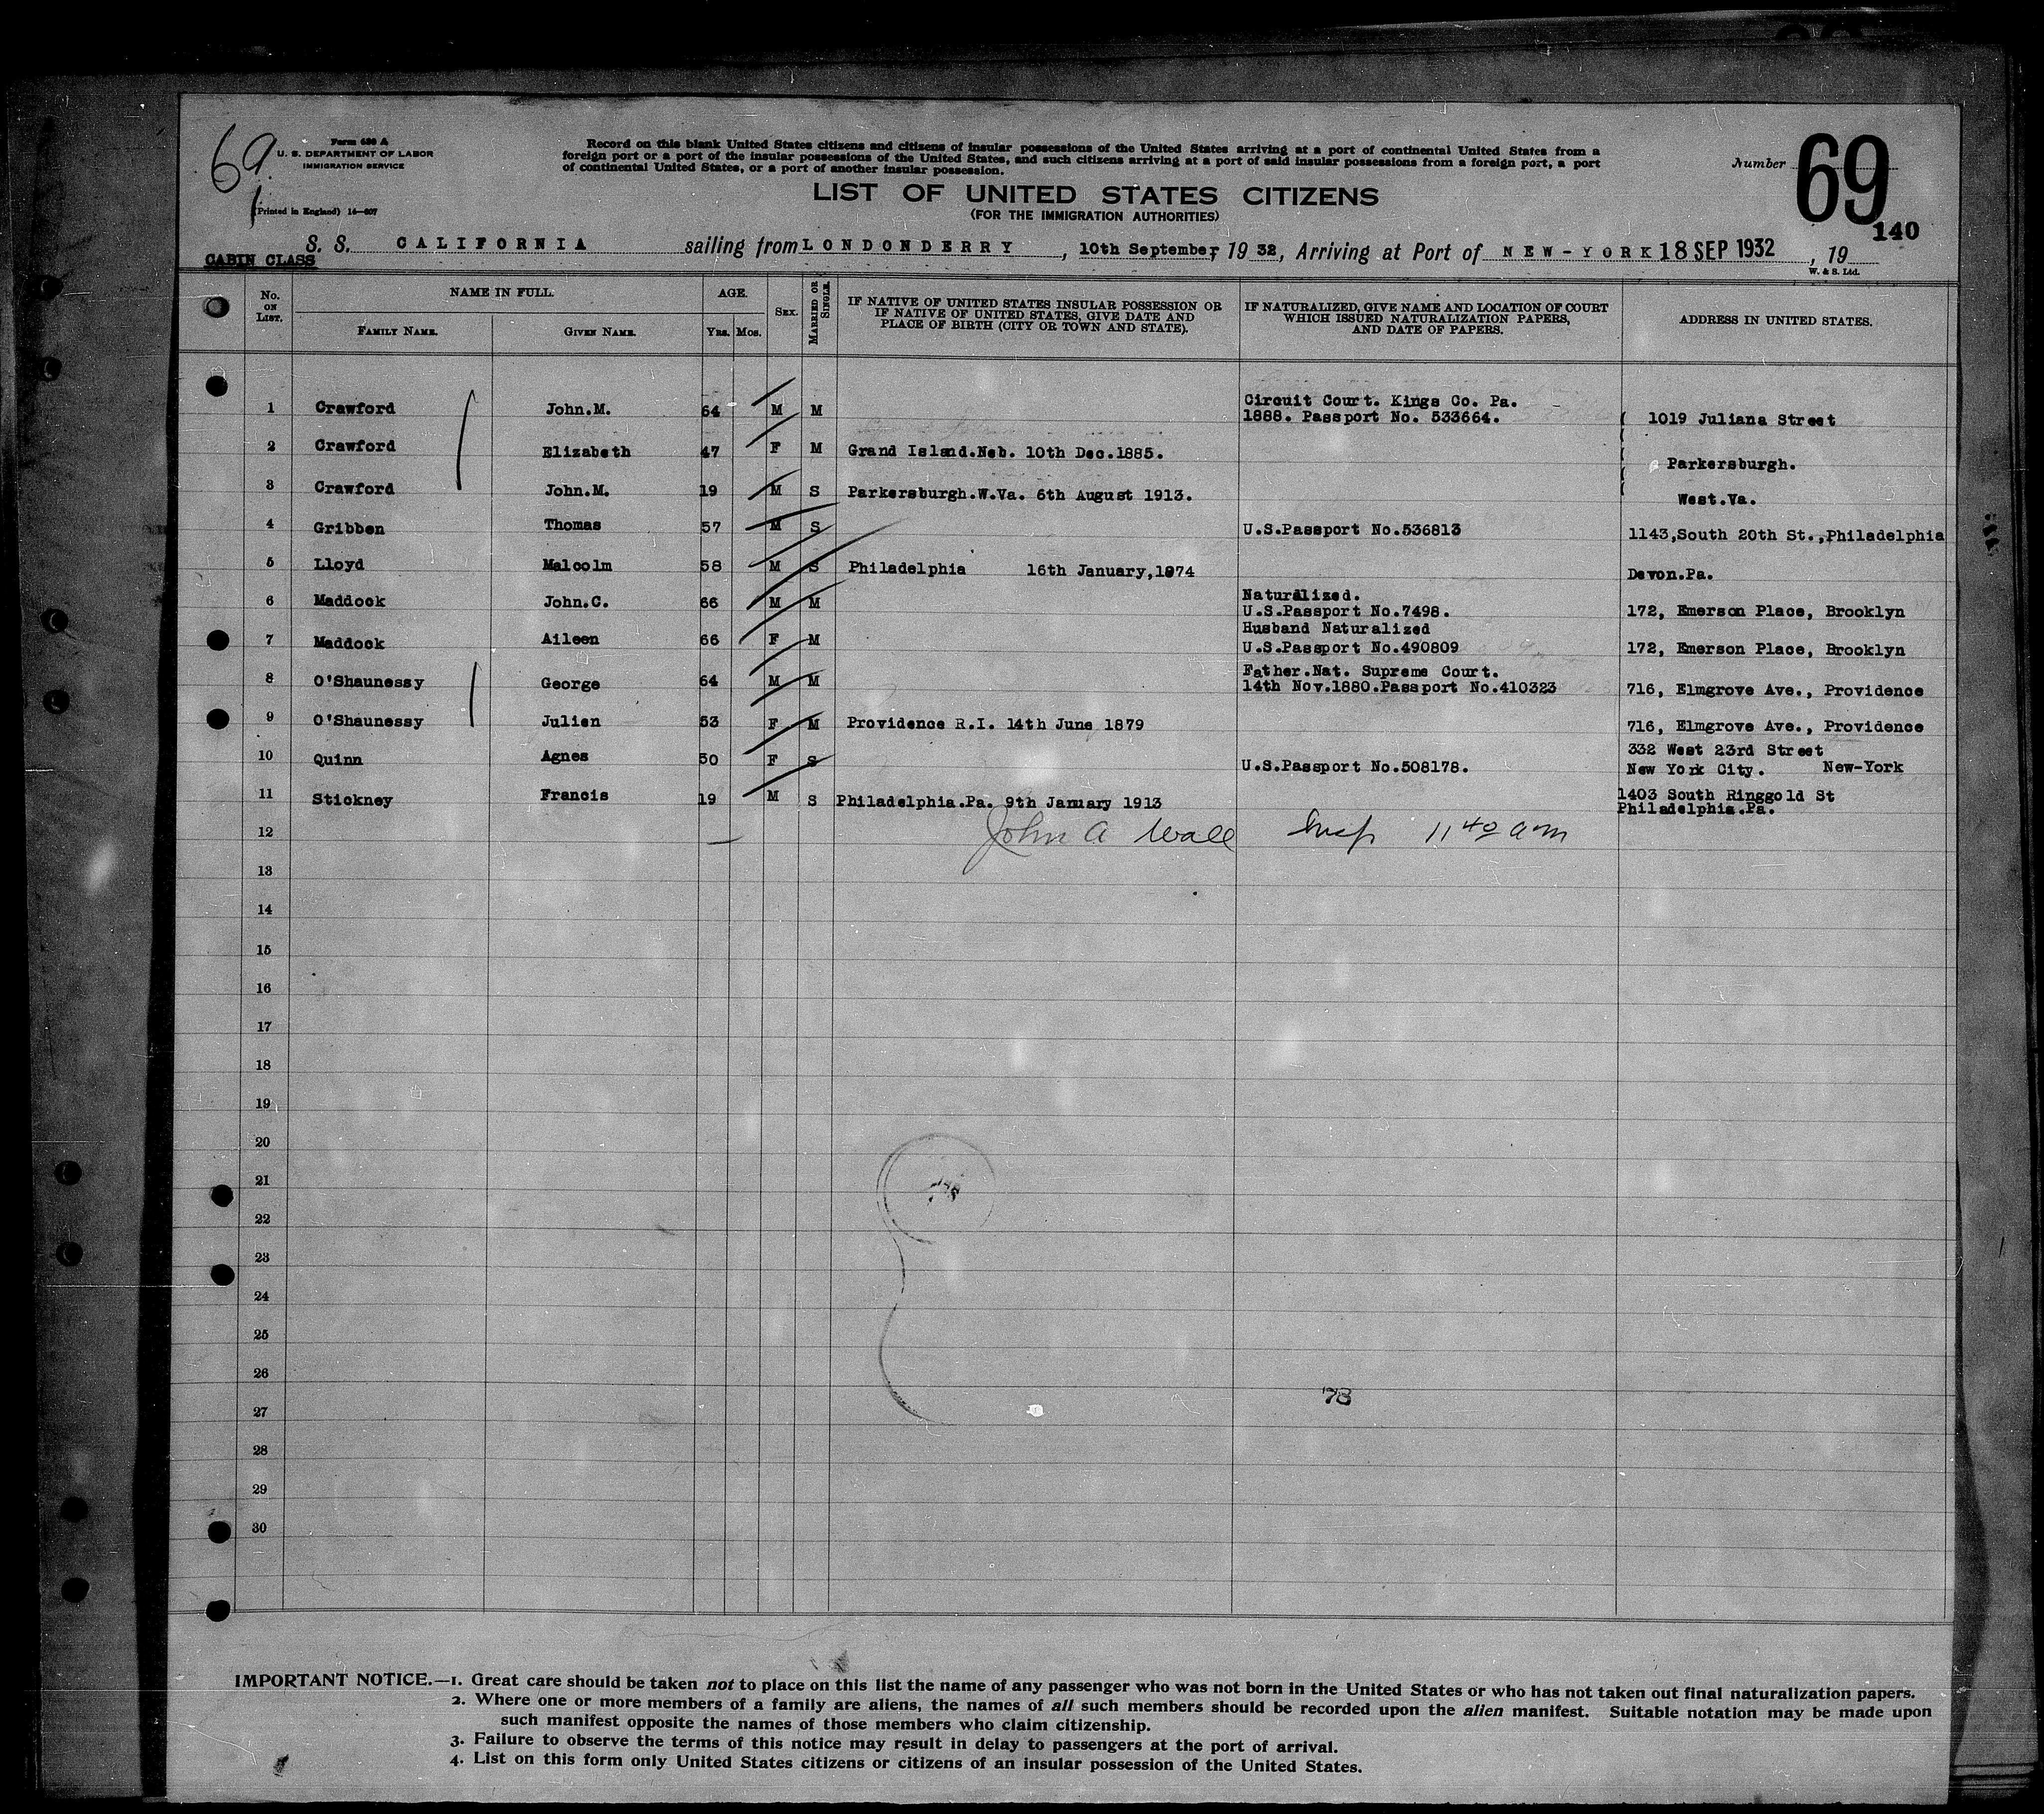 69
Form 630 A
U. S. DEPARTMENT OF LABOR
IMMIGRATION SERVICE
(Printed in England) 14—607
Record on this blank United States citizens and citizens of insular possessions of the United States arriving at a port of continental United States from a
foreign port or a port of the insular possessions of the United States, and such citizens arriving at a port of said insular possessions from a foreign port, a port
of continental United States, or a port of another insular possession.
Number 69
140
LIST OF UNITED STATES CITIZENS
(FOR THE IMMIGRATION AUTHORITIES)
S. S. CALIFORNIA sailing from LONDONDERRY, 10th September, 19 32, Arriving at Port of NEW-YORK 18 SEP 1932, 19
CABIN CLASS
W. & S. Ltd.
No. ON LIST. NAME IN FULL. AGE. SEX. MARRIED OR SINGLE. IF NATIVE OF UNITED STATES INSULAR POSSESSION OR IF NATIVE OF UNITED STATES, GIVE DATE AND PLACE OF BIRTH (CITY OR TOWN AND STATE). IF NATURALIZED, GIVE NAME AND LOCATION OF COURT WHICH ISSUED NATURALIZATION PAPERS, AND DATE OF PAPERS. ADDRESS IN UNITED STATES.
FAMILY NAME. GIVEN NAME. Yrs. Mos.
Circuit Court. Kings Co. Pa.
1 Crawford John.M. 64 M M 1888. Passport No. 533664. 1019 Juliana Street
2 Crawford Elizabeth 47 F M Grand Island.Neb. 10th Dec.1885. Parkersburgh.
3 Crawford John.M. 19 M S Parkersburgh.W.Va. 6th August 1913. West.Va.
4 Gribben Thomas 57 M S U.S.Passport No.536813 1143,South 20th St.,Philadelphia
5 Lloyd Malcolm 58 M S Philadelphia 16th January,1874 Devon.Pa.
Naturalized.
6 Maddock John.C. 66 M M U.S.Passport No.7498. 172, Emerson Place, Brooklyn
Husband Naturalized
7 Maddock Aileen 66 F M U.S.Passport No.490809 172, Emerson Place, Brooklyn
Father.Nat. Supreme Court.
8 O'Shaunessy George 64 M M 14th Nov.1880.Passport No.410323 716, Elmgrove Ave., Providence
9 O'Shaunessy Julien 53 F M Providence R.I. 14th June 1879 716, Elmgrove Ave., Providence
332 West 23rd Street
10 Quinn Agnes 50 F S U.S.Passport No.508178. New York City. New-York
11 Stickney Francis 19 M S Philadelphia.Pa. 9th January 1913 1403 South Ringgold St
Philadelphia.Pa.
12 John A Wall Insp 11 40 am
13
14
15
16
17
18
19
20
21
22
23
24
25
26
78
27
28
29
30
IMPORTANT NOTICE.—1. Great care should be taken not to place on this list the name of any passenger who was not born in the United States or who has not taken out final naturalization papers.
2. Where one or more members of a family are aliens, the names of all such members should be recorded upon the alien manifest. Suitable notation may be made upon
such manifest opposite the names of those members who claim citizenship.
3. Failure to observe the terms of this notice may result in delay to passengers at the port of arrival.
4. List on this form only United States citizens or citizens of an insular possession of the United States.